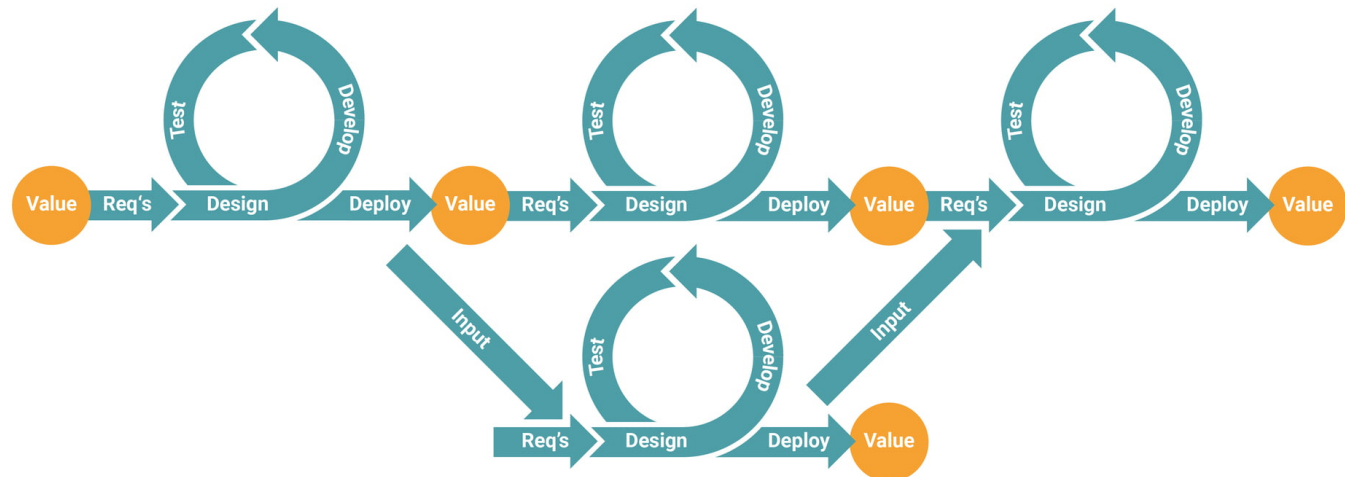 Test
Develop
Value
Req's
Design
Deploy
Value
Test
Develop
Req's
Design
Deploy
Value
Test
Develop
Req's
Design
Deploy
Value
Input
Test
Develop
Req's
Design
Deploy
Value
Input